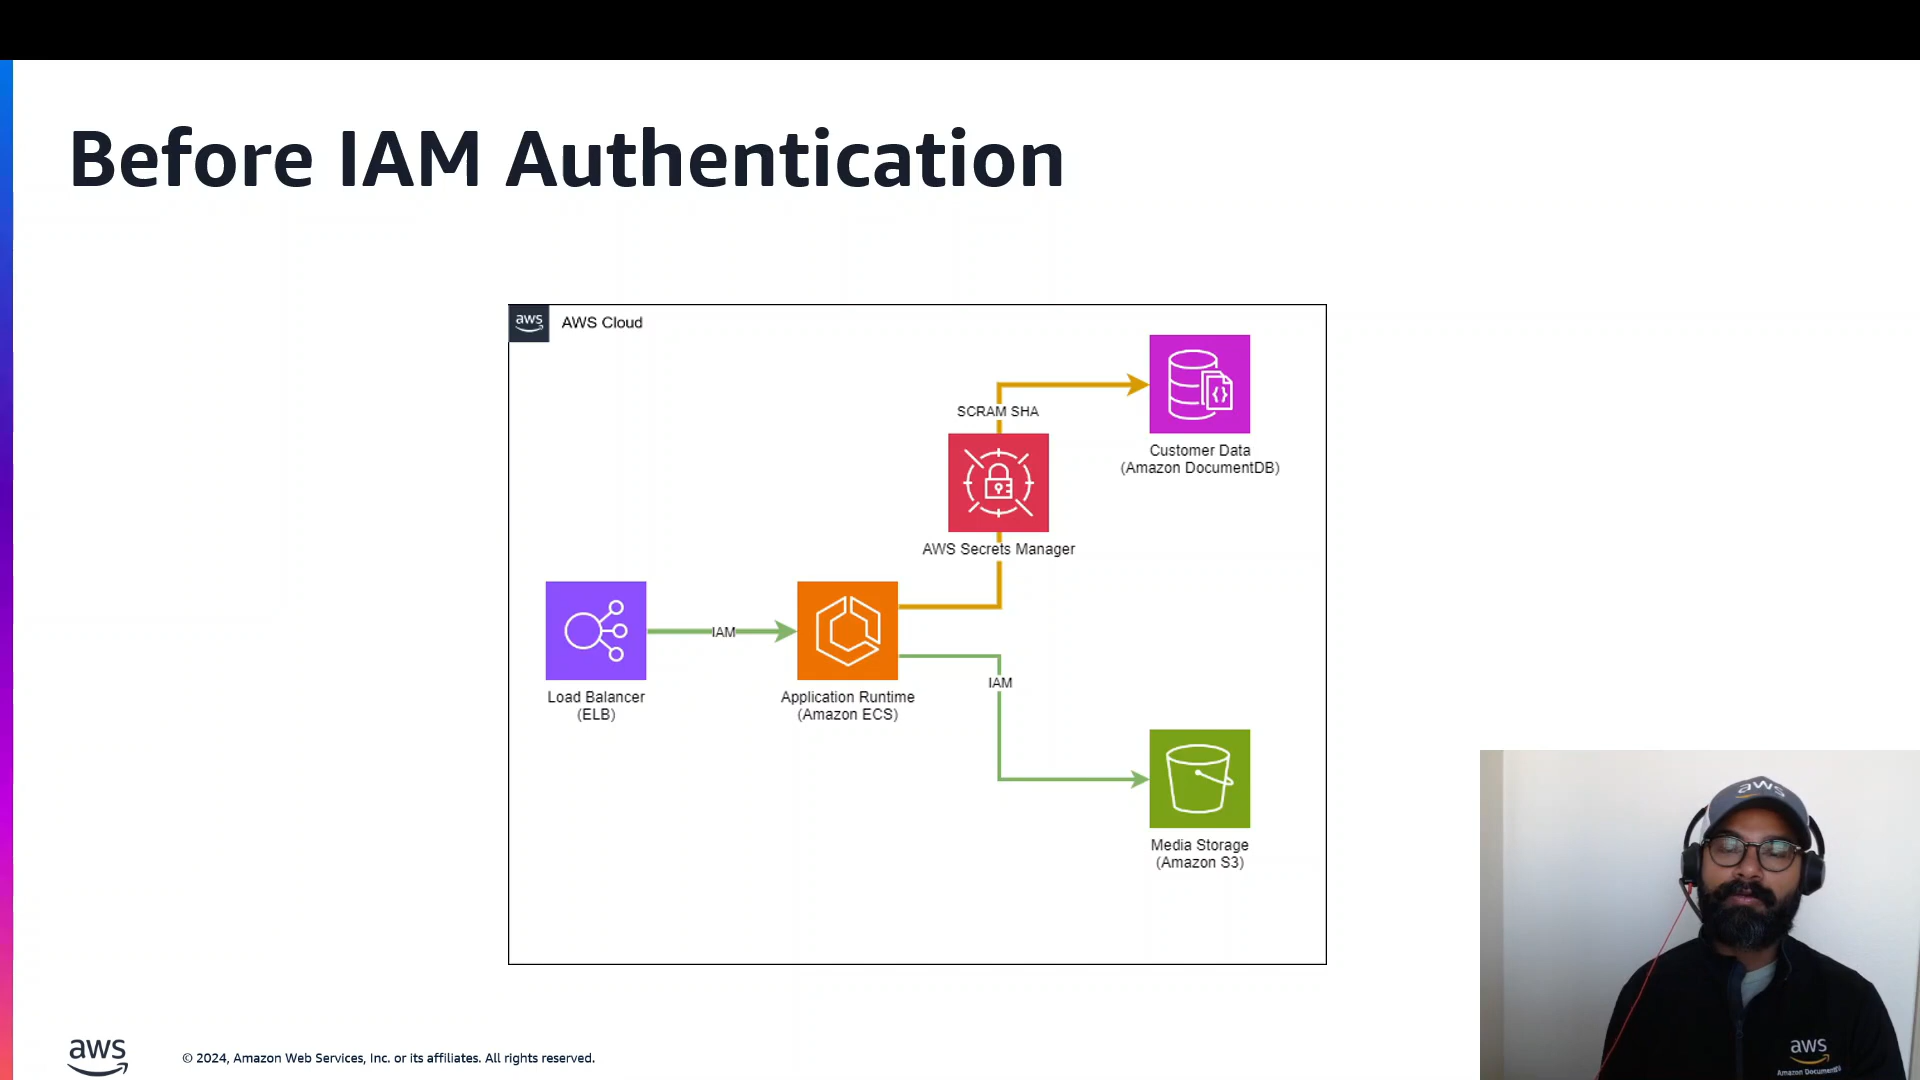 Before IAM Authentication
aws
AWS Cloud
SCRAM SHA
Customer Data
(Amazon DocumentDB)
AWS Secrets Manager
IAM
Load Balancer
(ELB)
Application Runtime
(Amazon ECS)
IAM
Media Storage
(Amazon S3)
aws
aws
Amazon DocumentDB
aws
© 2024, Amazon Web Services, Inc. or its affiliates. All rights reserved.